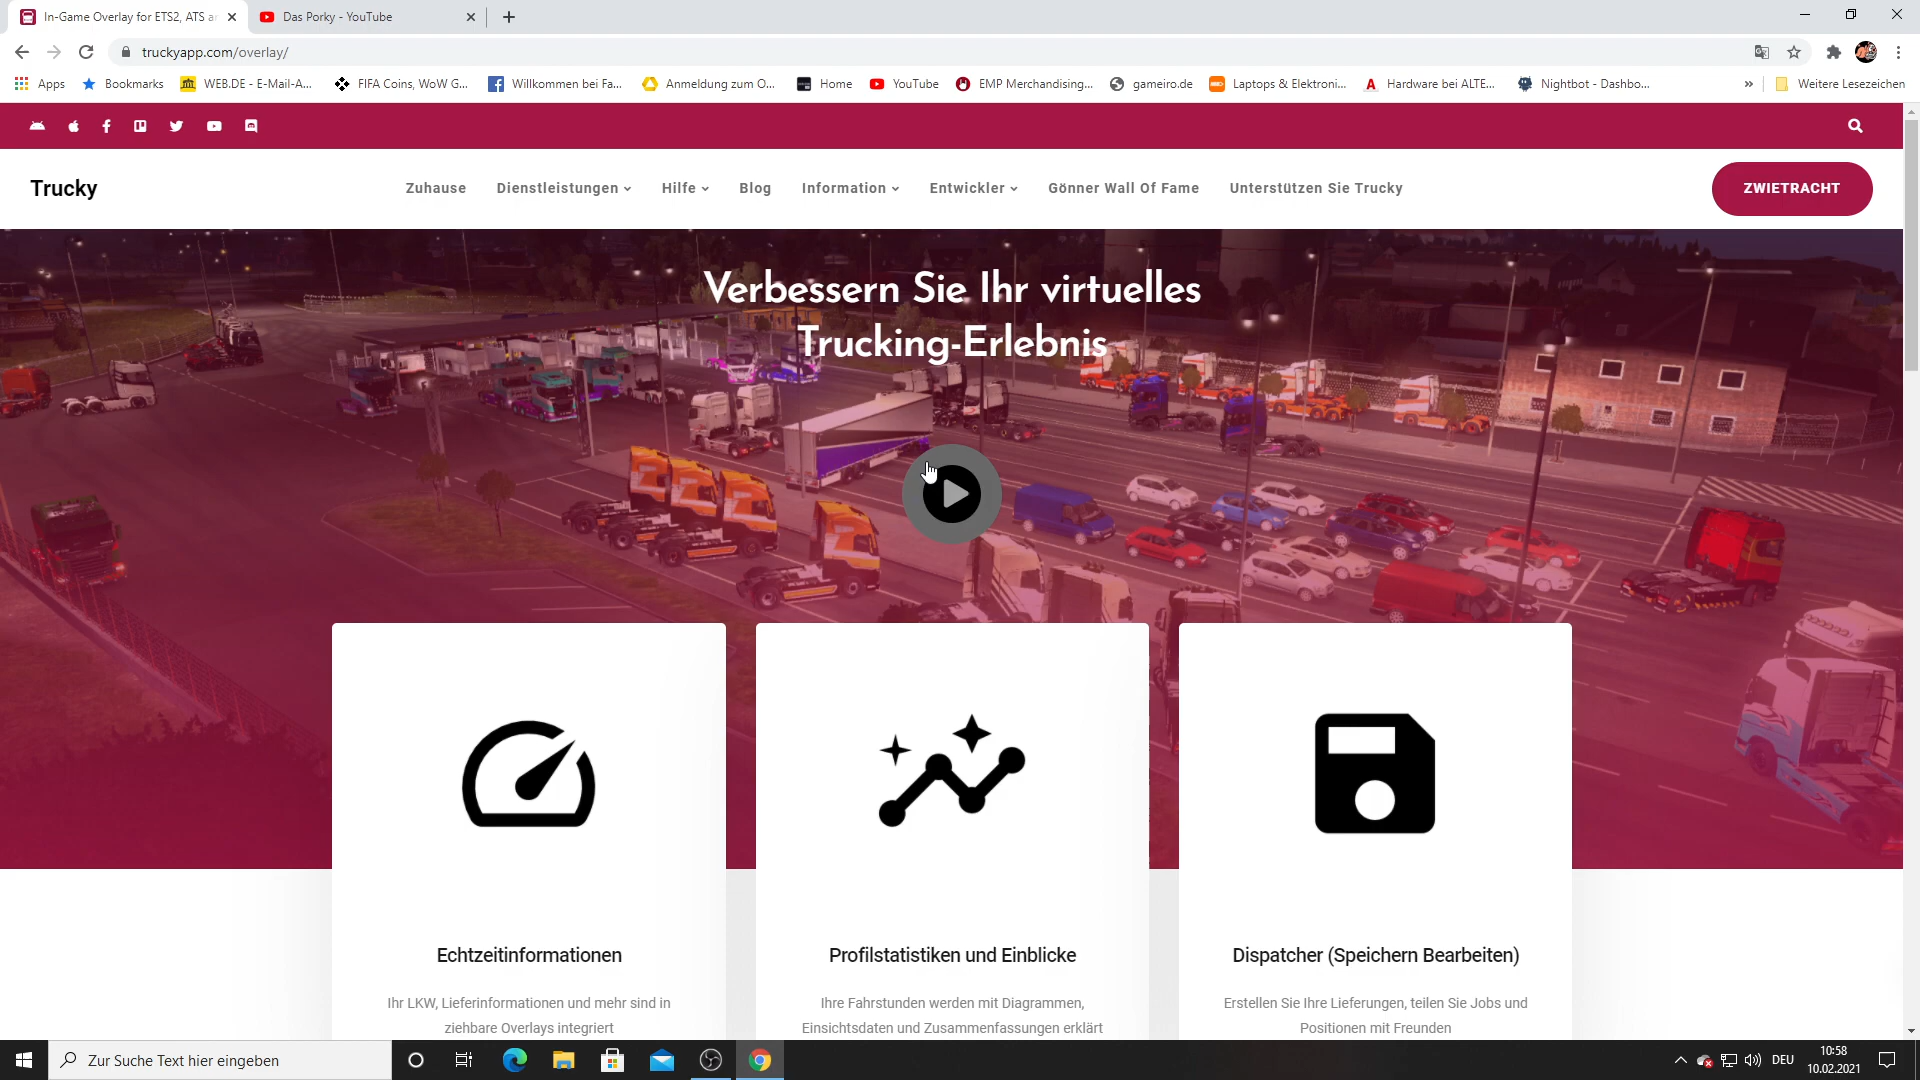 In-Game Overlay for ETS2, ATS ar
Das Porky - YouTube
truckyapp.com/overlay/
Apps
Bookmarks
WEB.DE - E-Mail-A...
FIFA Coins, WoW G...
Willkommen bei Fa...
Anmeldung zum O...
Home
YouTube
EMP Merchandising...
gameiro.de
Laptops & Elektroni...
Hardware bei ALTE...
Nightbot - Dashbo...
»
Weitere Lesezeichen
Trucky
Zuhause
Dienstleistungen
Hilfe
Blog
Information
Entwickler
Gönner Wall Of Fame
Unterstützen Sie Trucky
ZWIETRACHT
Verbessern Sie Ihr virtuelles
Trucking-Erlebnis
Echtzeitinformationen
Ihr LKW, Lieferinformationen und mehr sind in
ziehbare Overlays integriert
Profilstatistiken und Einblicke
Ihre Fahrstunden werden mit Diagrammen,
Einsichtsdaten und Zusammenfassungen erklärt
Dispatcher (Speichern Bearbeiten)
Erstellen Sie Ihre Lieferungen, teilen Sie Jobs und
Positionen mit Freunden
Zur Suche Text hier eingeben
DEU
10:58
10.02.2021